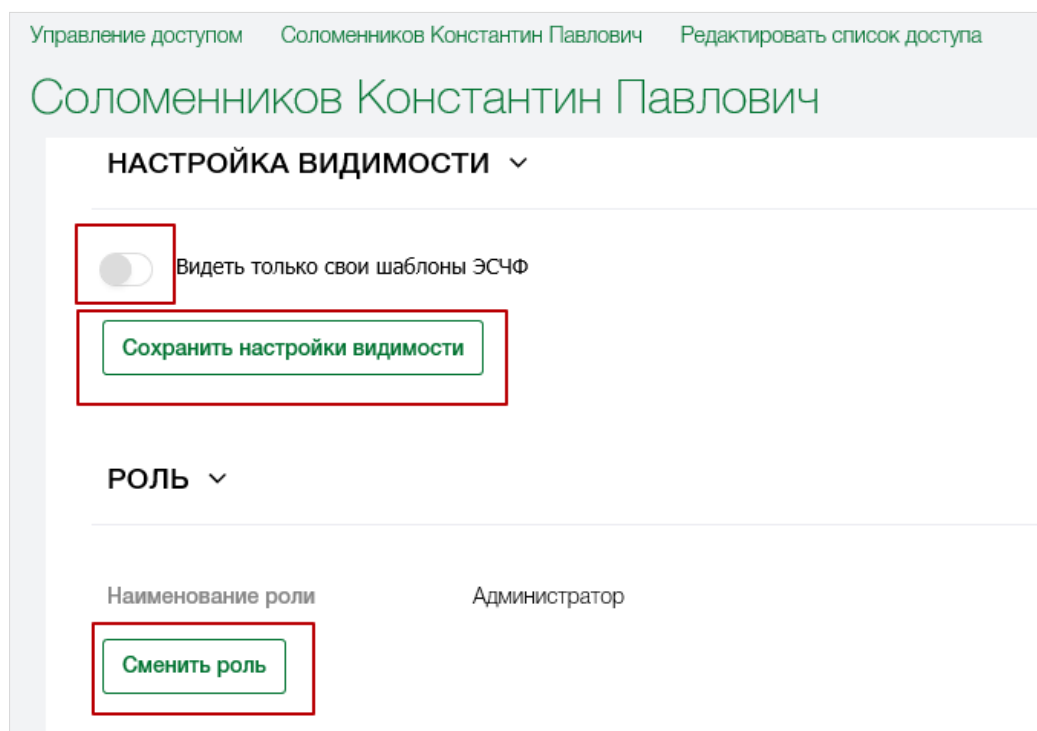 Управление доступом Соломенников Константин Павлович Редактировать список доступа
Соломенников Константин Павлович
НАСТРОЙКА ВИДИМОСТИ
Видеть только свои шаблоны ЭСЧФ
Сохранить настройки видимости
РОЛЬ
Наименование роли Администратор
Сменить роль